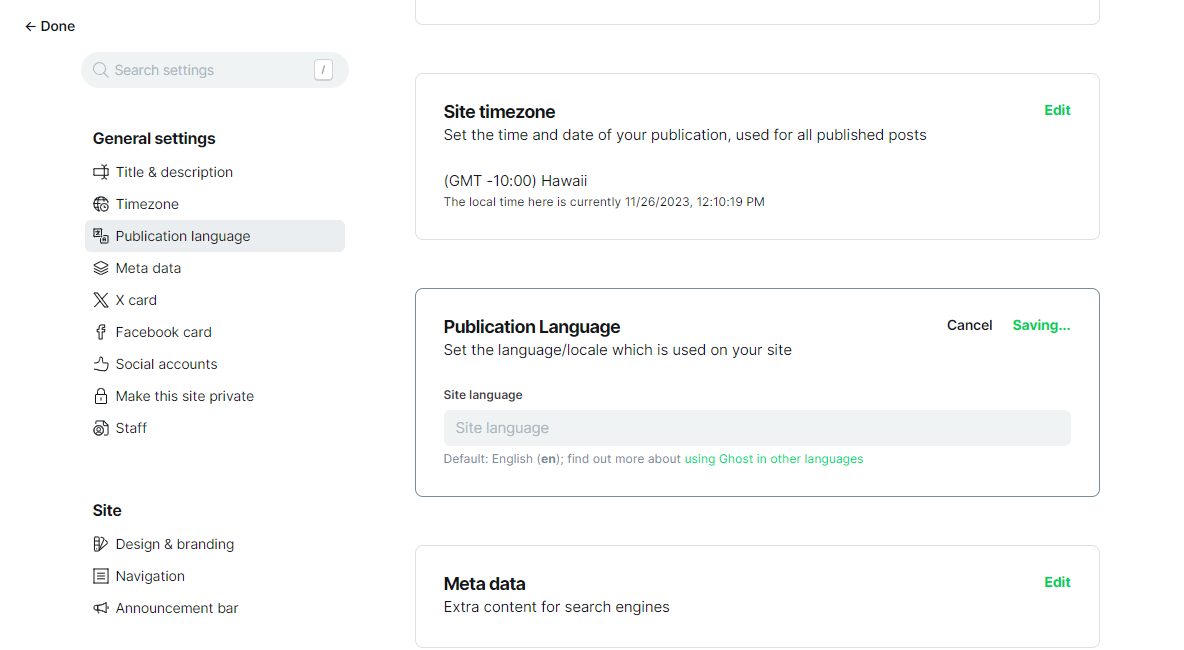 ← Done
Search settings /
General settings
Title & description
Timezone
Publication language
Meta data
X card
Facebook card
Social accounts
Make this site private
Staff
Site
Design & branding
Navigation
Announcement bar
Site timezone
Edit
Set the time and date of your publication, used for all published posts
(GMT -10:00) Hawaii
The local time here is currently 11/26/2023, 12:10:19 PM
Publication Language
Cancel Saving...
Set the language/locale which is used on your site
Site language
Site language
Default: English (en); find out more about using Ghost in other languages
Meta data
Edit
Extra content for search engines